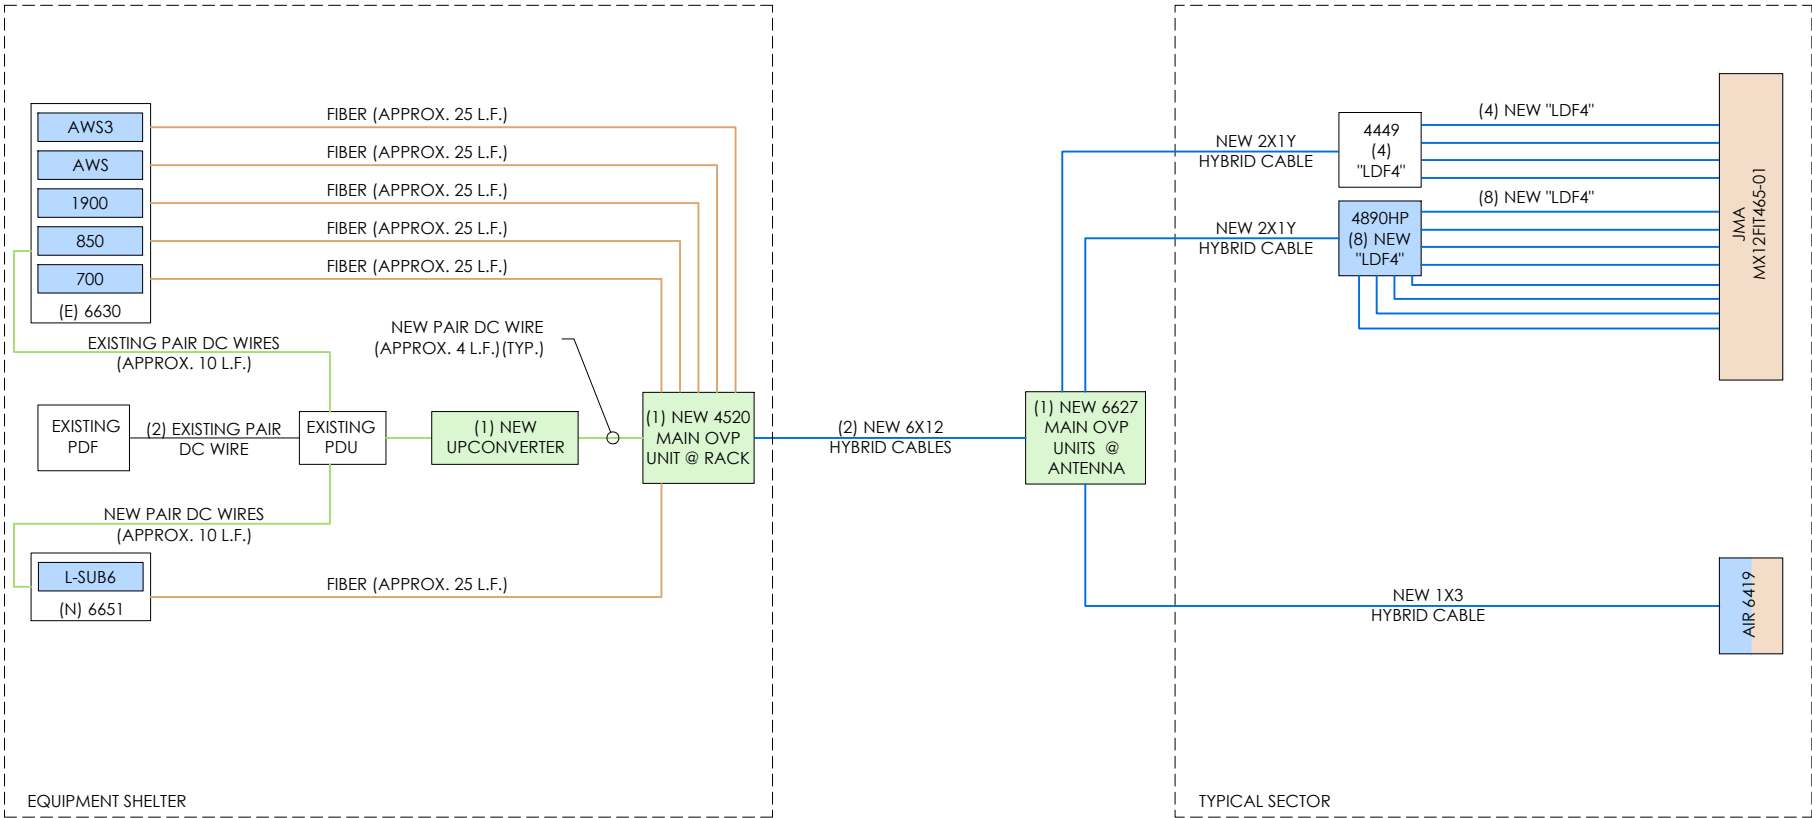 AWS3
AWS
1900
850
700
(E) 6630
FIBER (APPROX. 25 L.F.)
FIBER (APPROX. 25 L.F.)
FIBER (APPROX. 25 L.F.)
FIBER (APPROX. 25 L.F.)
FIBER (APPROX. 25 L.F.)
EXISTING PAIR DC WIRES
(APPROX. 10 L.F.)
NEW PAIR DC WIRE
(APPROX. 4 L.F.)(TYP.)
EXISTING
PDF
(2) EXISTING PAIR
DC WIRE
EXISTING
PDU
(1) NEW
UPCONVERTER
(1) NEW 4520
MAIN OVP
UNIT @ RACK
NEW PAIR DC WIRES
(APPROX. 10 L.F.)
L-SUB6
(N) 6651
FIBER (APPROX. 25 L.F.)
EQUIPMENT SHELTER
(2) NEW 6X12
HYBRID CABLES
(1) NEW 6627
MAIN OVP
UNITS @
ANTENNA
NEW 2X1Y
HYBRID CABLE
NEW 2X1Y
HYBRID CABLE
4449
(4)
"LDF4"
4890HP
(8) NEW
"LDF4"
(4) NEW "LDF4"
(8) NEW "LDF4"
JMA
MX12FIT465-01
NEW 1X3
HYBRID CABLE
AIR 6419
TYPICAL SECTOR